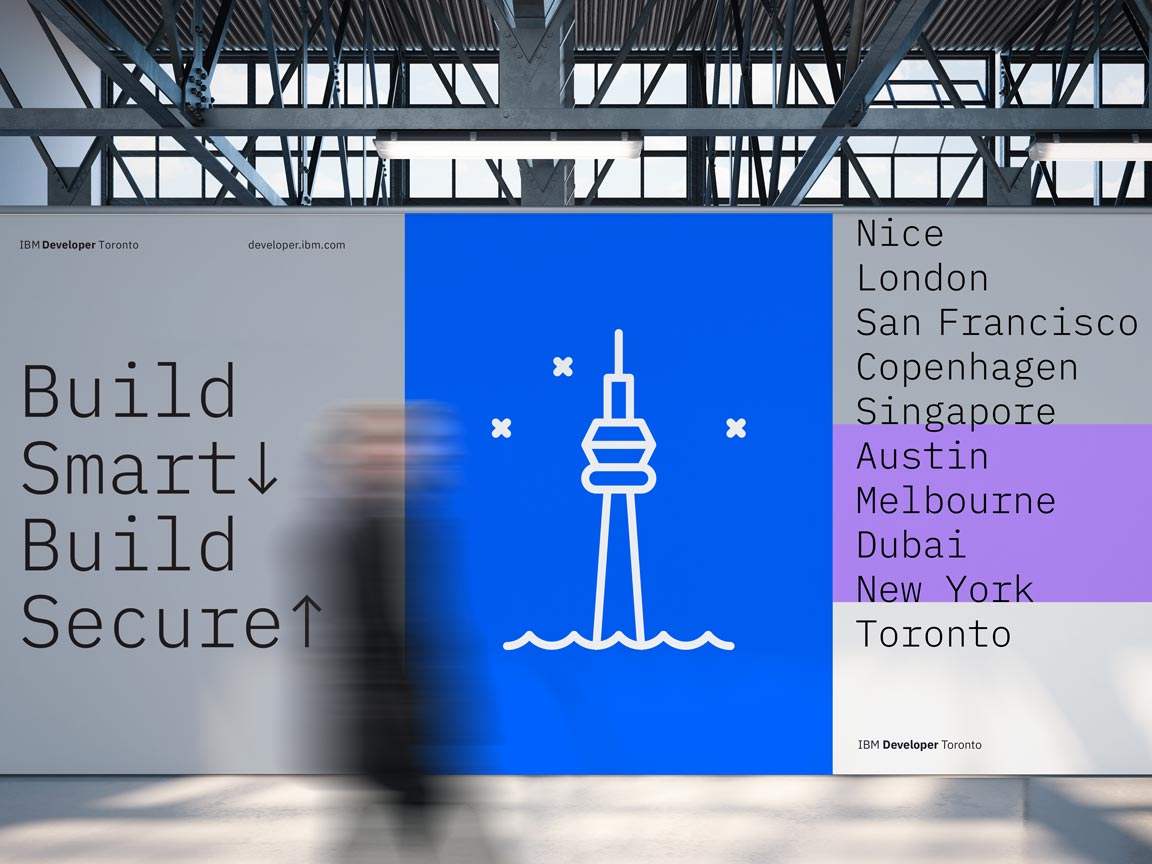 IBM Developer Toronto
developer.ibm.com
Build
Smart↓
Build
Secure↑
Nice
London
San Francisco
Copenhagen
Singapore
Austin
Melbourne
Dubai
New York
Toronto
IBM Developer Toronto